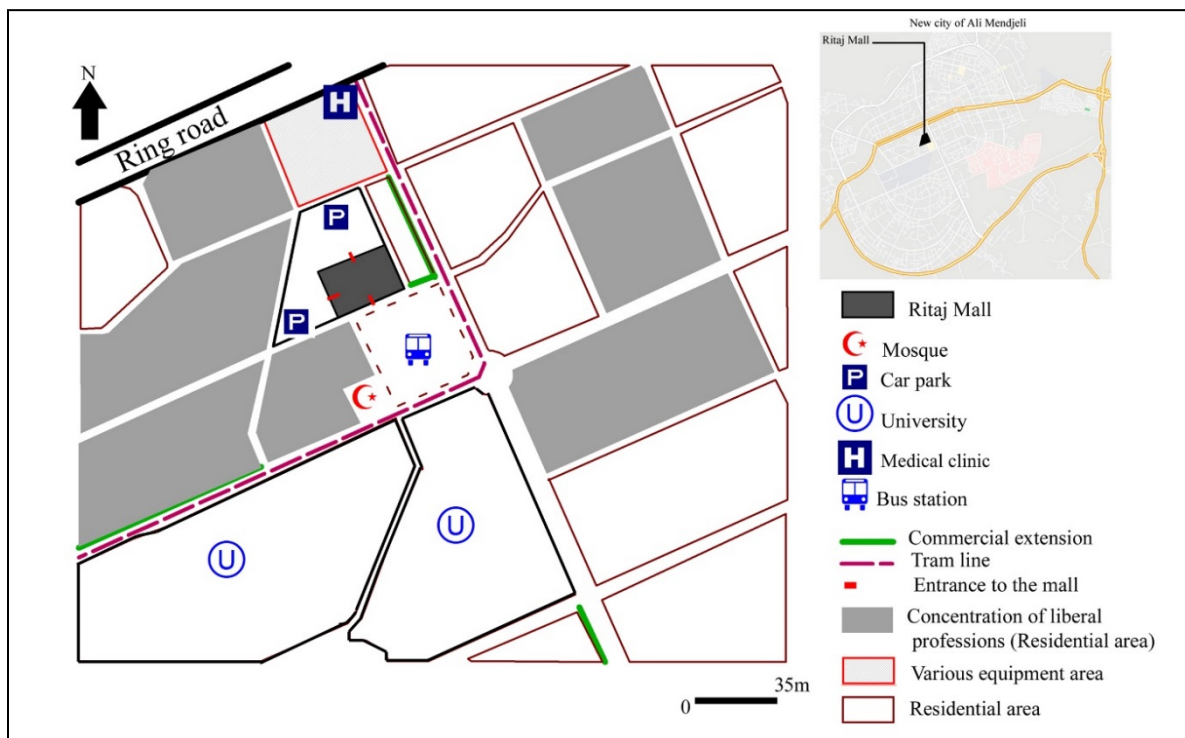 New city of Ali Mendjeli
Ritaj Mall
N
Ring road
H
P
P
U
U
Ritaj Mall
Mosque
P
Car park
U
University
H
Medical clinic
Bus station
Commercial extension
Tram line
Entrance to the mall
Concentration of liberal
professions (Residential area)
Various equipment area
Residential area
0
35m